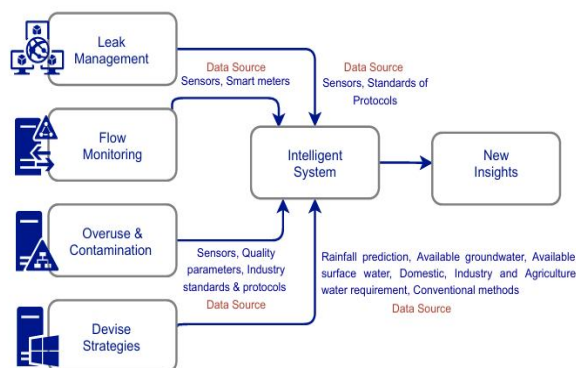 Leak
Management
Data Source
Sensors, Smart meters
Data Source
Sensors, Standards of
Protocols
Flow
Monitoring
Intelligent
System
New
Insights
Overuse &
Contamination
Sensors, Quality
parameters, Industry
standards & protocols
Data Source
Rainfall prediction, Available groundwater, Available
surface water, Domestic, Industry and Agriculture
water requirement, Conventional methods
Data Source
Devise
Strategies